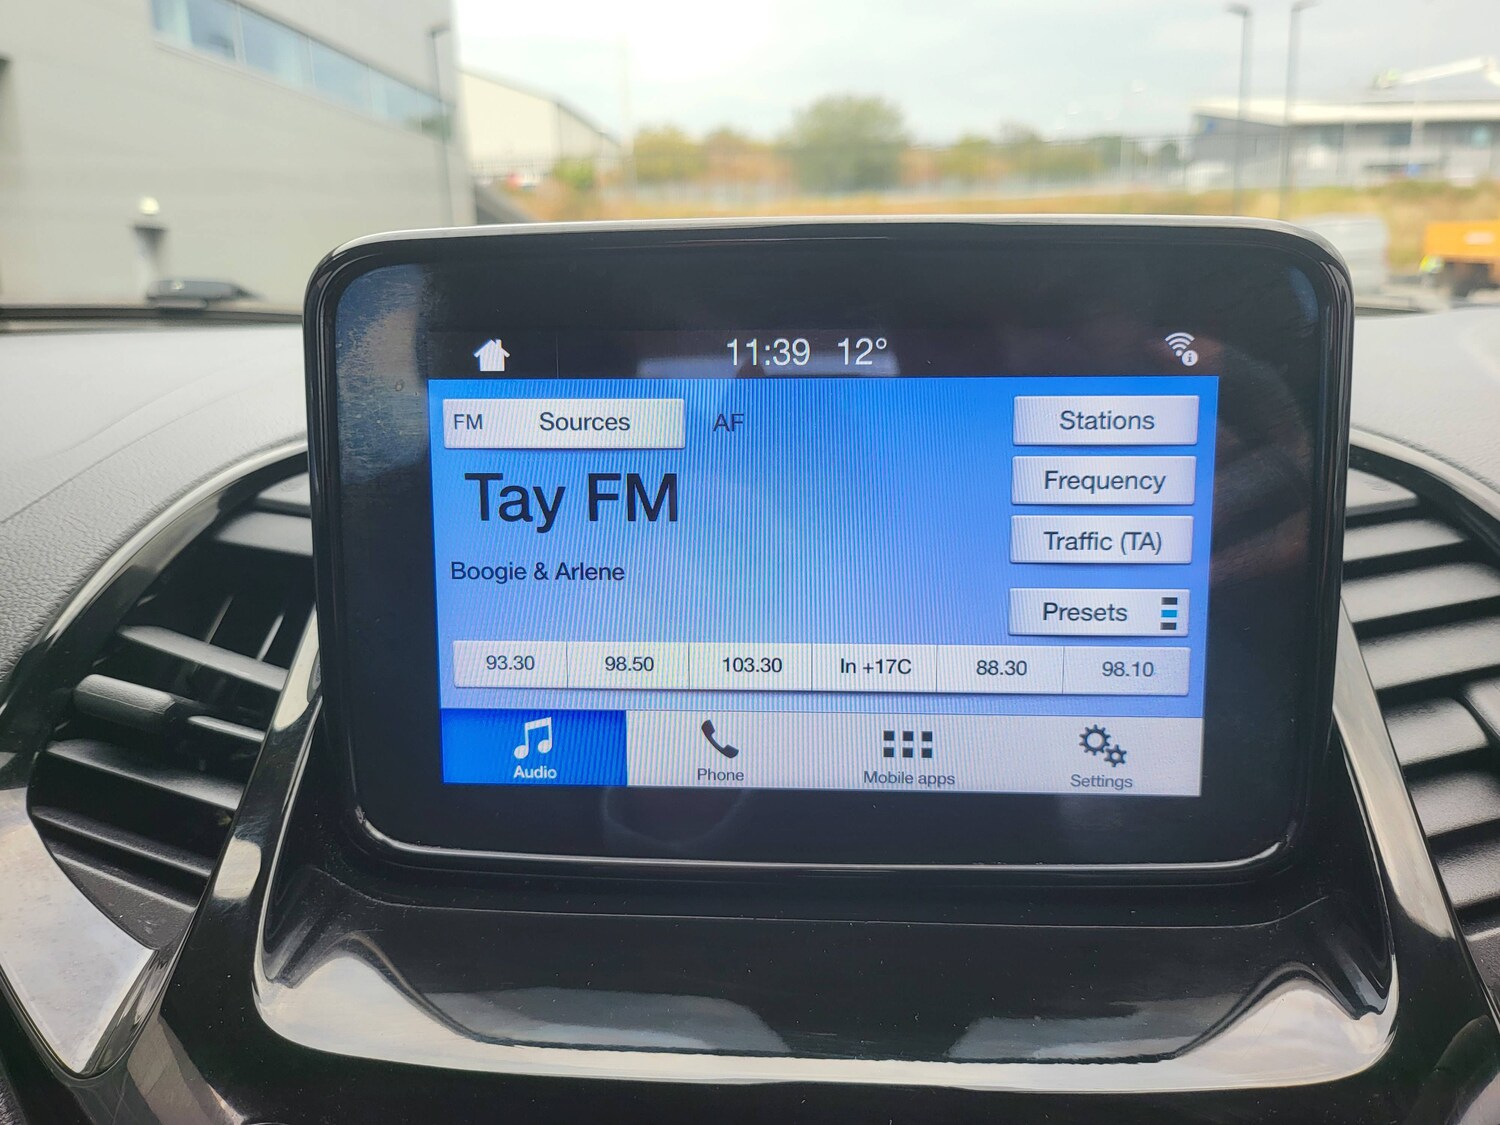 11:39 12°
FM Sources AF
Stations
Tay FM
Frequency
Traffic (TA)
Boogie & Arlene
Presets
93.30 98.50 103.30 In +17C 88.30 98.10
Audio Phone Mobile apps Settings